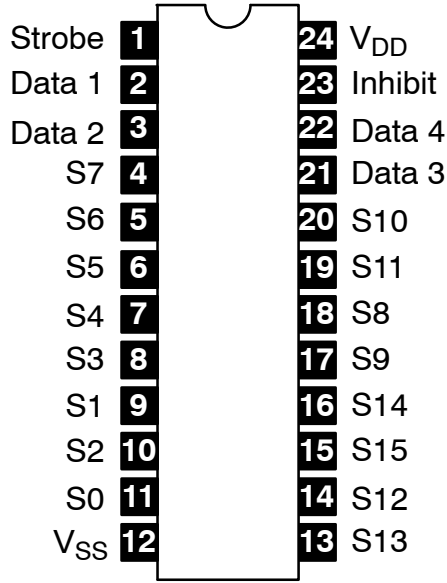 Strobe 1 24 VDD
Data 1 2 23 Inhibit
Data 2 3 22 Data 4
S7 4 21 Data 3
S6 5 20 S10
S5 6 19 S11
S4 7 18 S8
S3 8 17 S9
S1 9 16 S14
S2 10 15 S15
S0 11 14 S12
VSS 12 13 S13